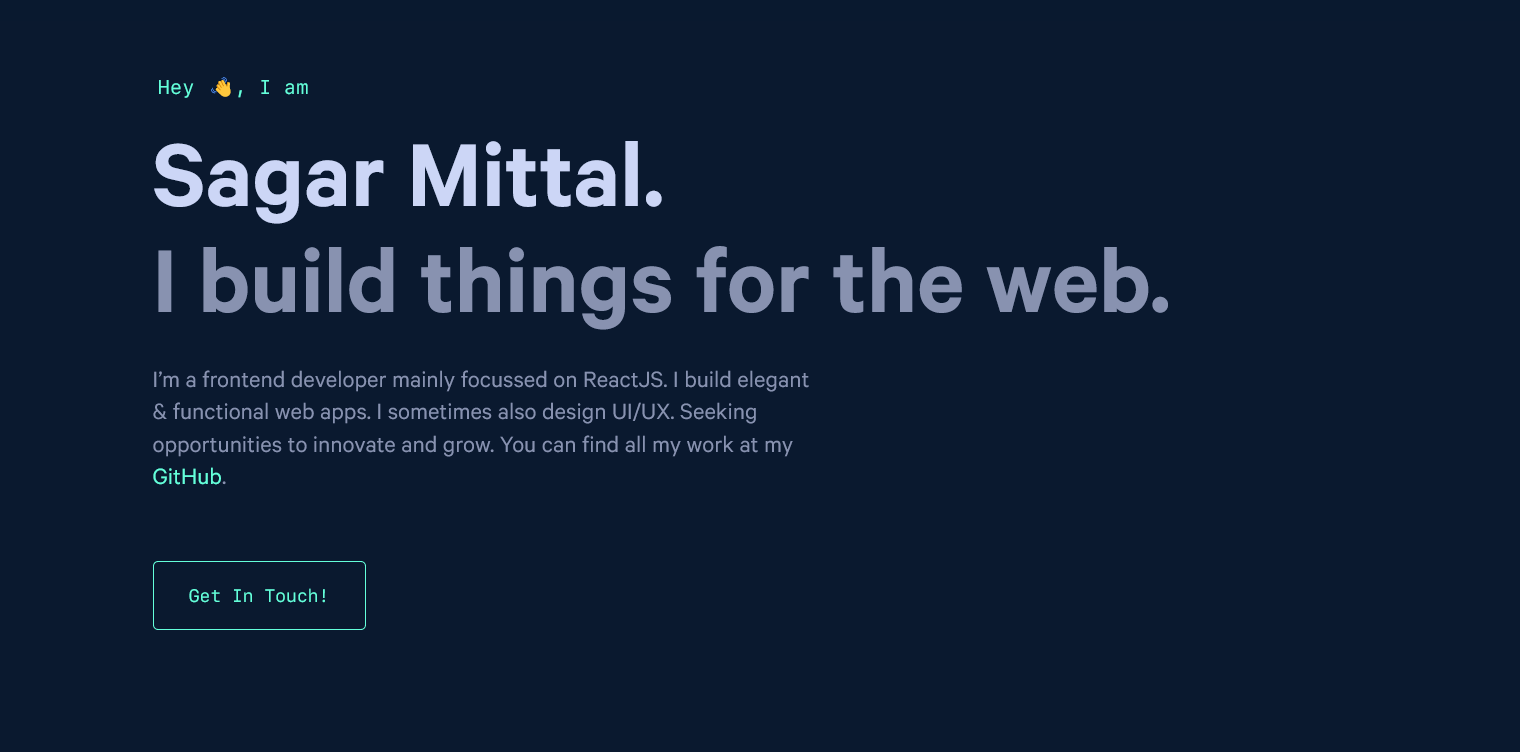 Hey 👋, I am
Sagar Mittal.
I build things for the web.
I’m a frontend developer mainly focussed on ReactJS. I build elegant
& functional web apps. I sometimes also design UI/UX. Seeking
opportunities to innovate and grow. You can find all my work at my
GitHub.
Get In Touch!